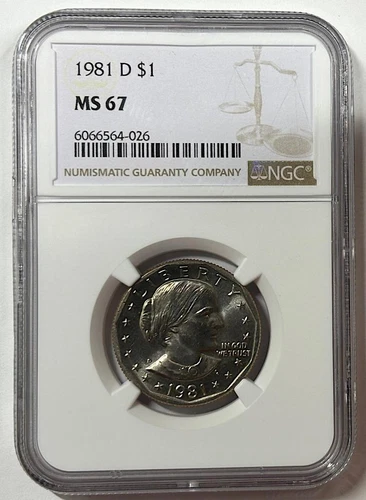 1981 D $1
MS 67
6066564-026
NUMISMATIC GUARANTY COMPANY
NGC®
LIBERTY
IN GOD
WE TRUST
1981